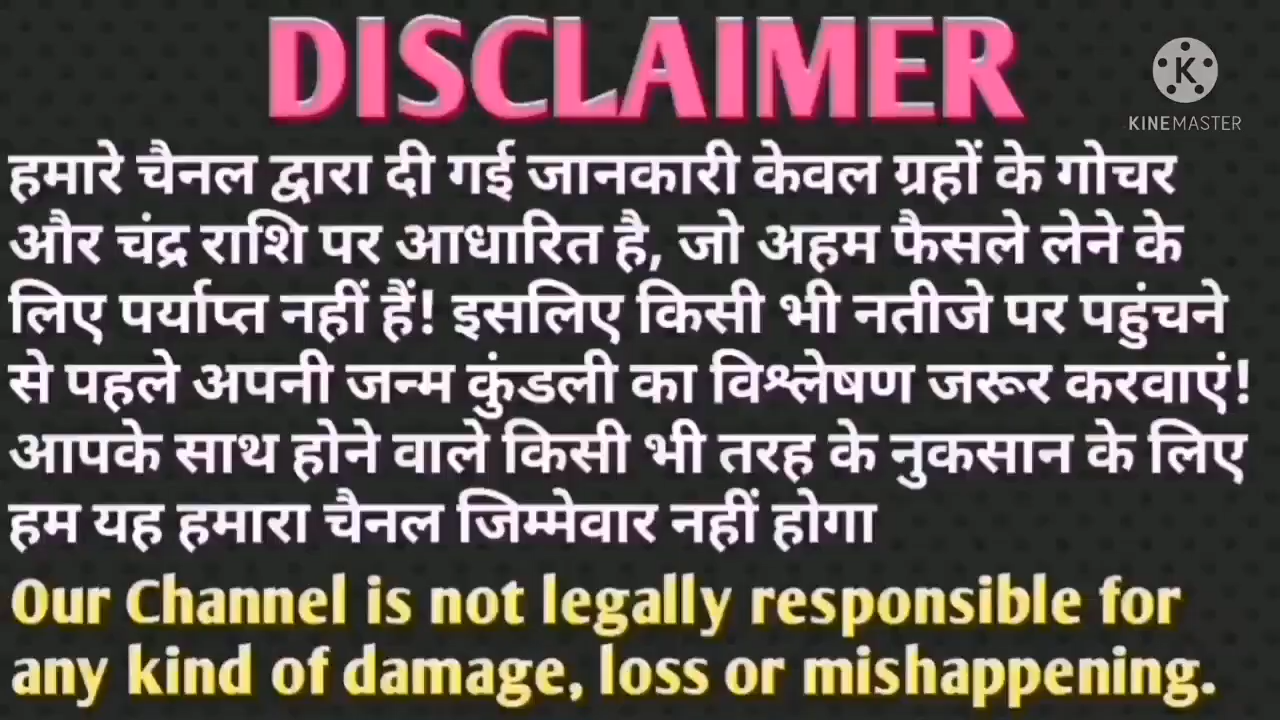 DISCLAIMER
K
KINEMASTER
हमारे चैनल द्वारा दी गई जानकारी केवल ग्रहों के गोचर
और चंद्र राशि पर आधारित है, जो अहम फैसले लेने के
लिए पर्याप्त नहीं हैं! इसलिए किसी भी नतीजे पर पहुंचने
से पहले अपनी जन्म कुंडली का विश्लेषण जरूर करवाएं!
आपके साथ होने वाले किसी भी तरह के नुकसान के लिए
हम यह हमारा चैनल जिम्मेवार नहीं होगा
Our Channel is not legally responsible for
any kind of damage, loss or mishappening.